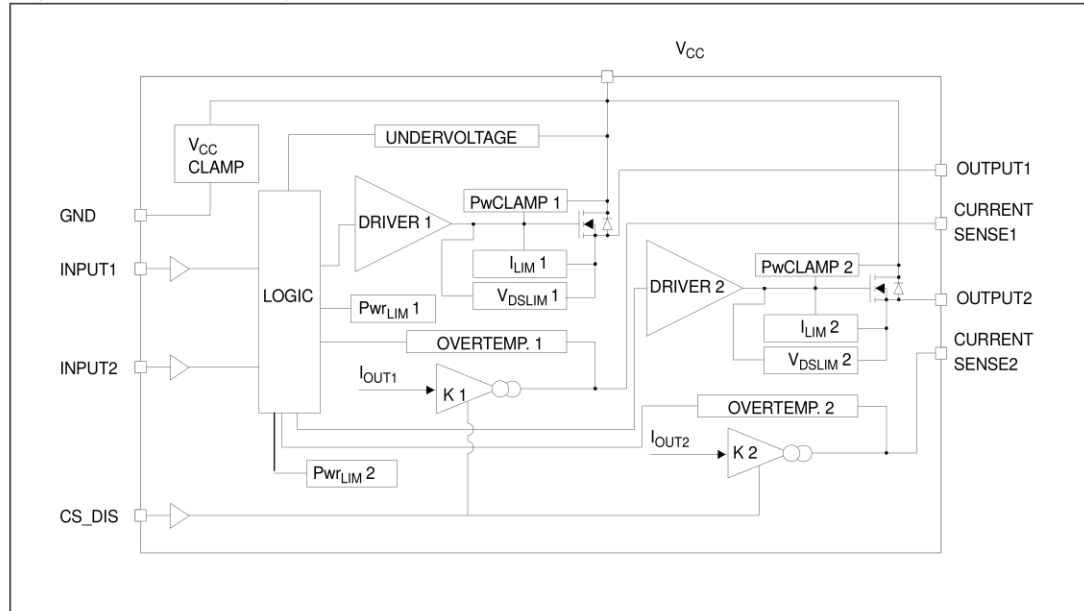 VCC
VCC
CLAMP
UNDERVOLTAGE
OUTPUT1
PwCLAMP 1
GND
DRIVER 1
CURRENT
SENSE1
ILIM 1
PwCLAMP 2
INPUT1
LOGIC
DRIVER 2
VDSLIM 1
PwrLIM 1
OUTPUT2
ILIM 2
OVERTEMP. 1
CURRENT
SENSE2
VDSLIM 2
INPUT2
IOUT1
K 1
OVERTEMP. 2
IOUT2
K 2
PwrLIM 2
CS_DIS